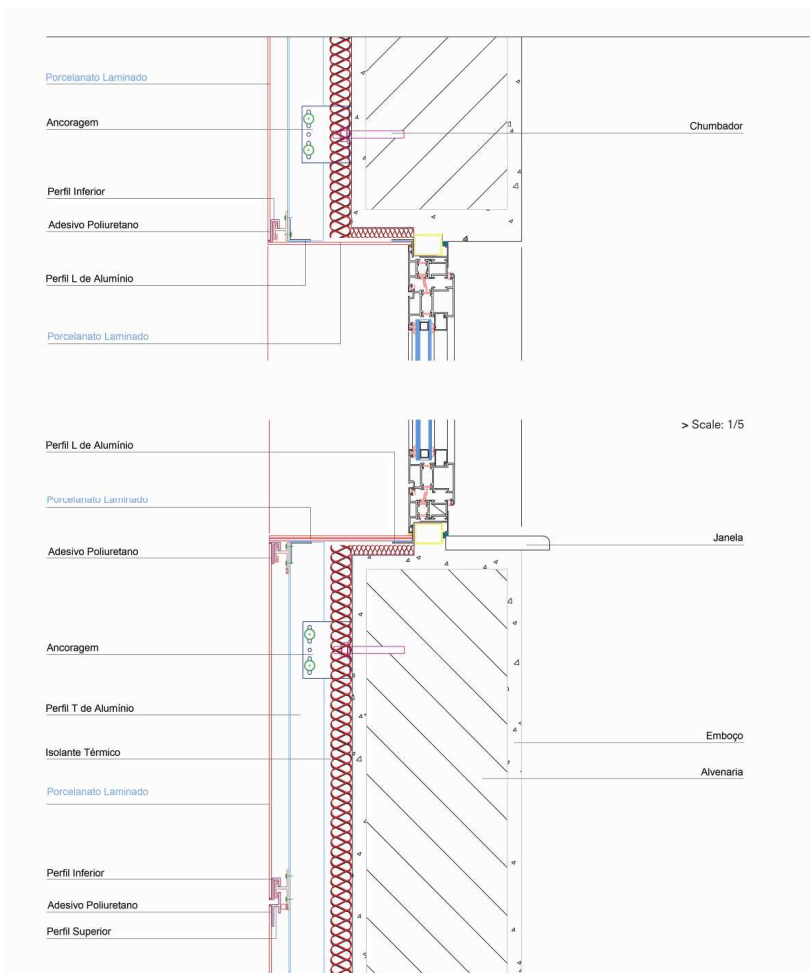 Porcelanato Laminado
Ancoragem
Chumbador
Perfil Inferior
Adesivo Poliuretano
Perfil L de Alumínio
Porcelanato Laminado
> Scale: 1/5
Perfil L de Alumínio
Porcelanato Laminado
Adesivo Poliuretano
Janela
Ancoragem
Perfil T de Alumínio
Emboço
Isolante Térmico
Alvenaria
Porcelanato Laminado
Perfil Inferior
Adesivo Poliuretano
Perfil Superior